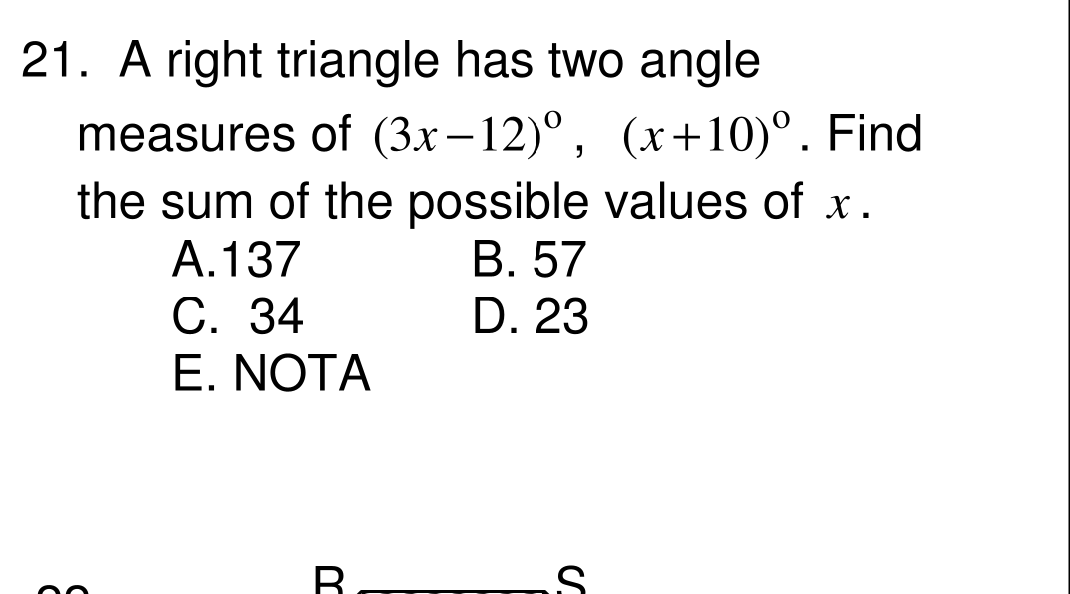 21. A right triangle has two angle
measures of (3x−12)°, (x+10)°. Find
the sum of the possible values of x.
A.137 B. 57
C. 34 D. 23
E. NOTA
R S